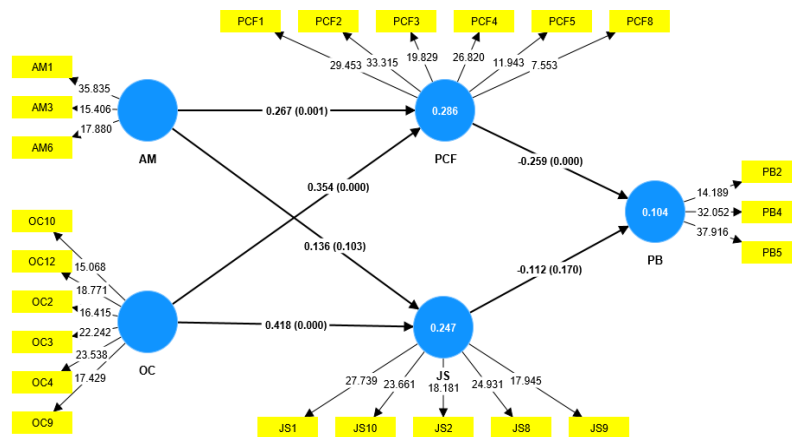 PCF1 PCF2 PCF3 PCF4 PCF5 PCF8
29.453 33.315 19.829 26.820 11.943 7.553
AM1
AM3
AM6
35.835
15.406
17.880
AM
0.267 (0.001)
0.286
PCF
-0.259 (0.000)
0.354 (0.000)
0.136 (0.103)
0.104
PB
14.189
32.052
37.916
PB2
PB4
PB5
-0.112 (0.170)
OC10
OC12
OC2
OC3
OC4
OC9
15.068
18.771
16.415
22.242
23.538
17.429
OC
0.418 (0.000)
0.247
JS
27.739 23.661 18.181 24.931 17.945
JS1 JS10 JS2 JS8 JS9